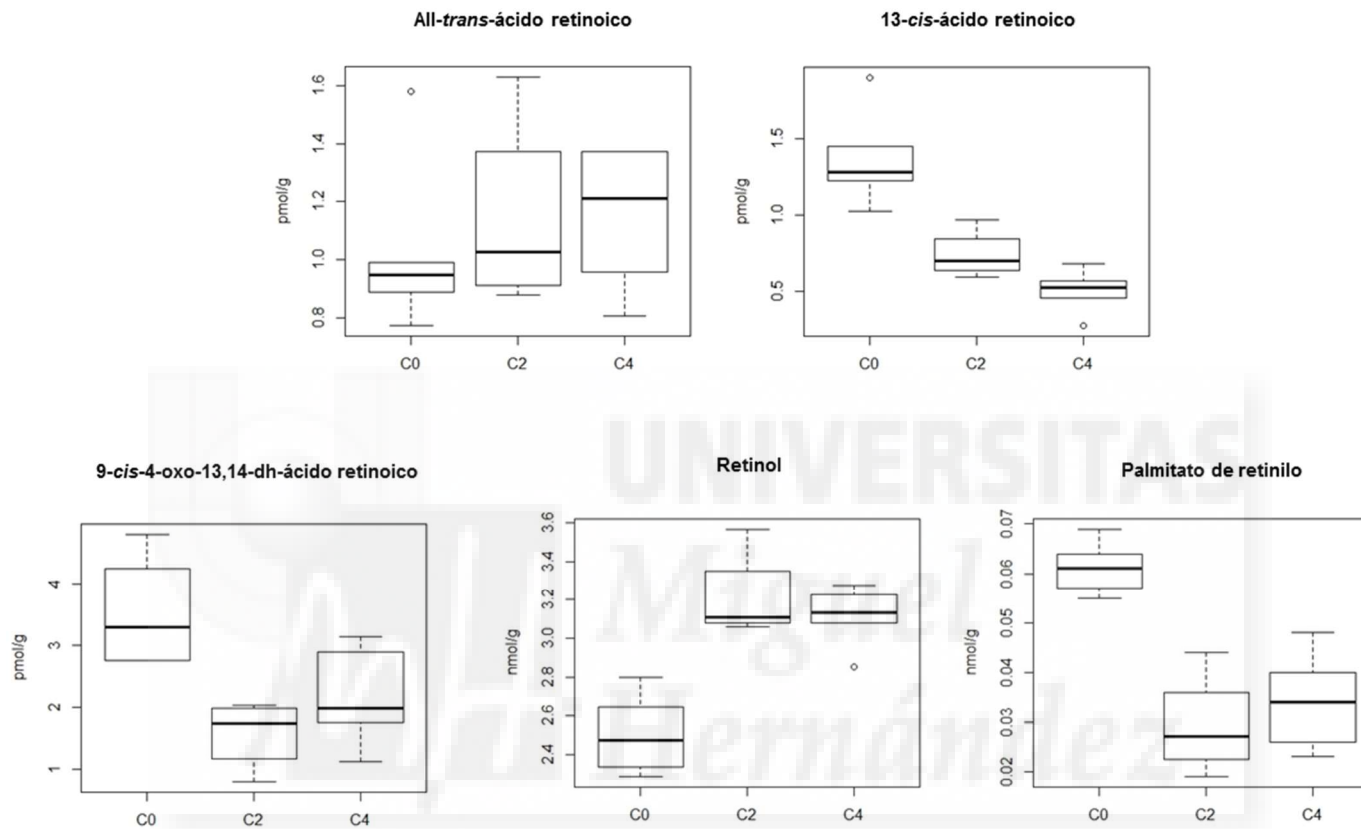 All-trans-ácido retinoico
13-cis-ácido retinoico
pmol/g
1.6
1.4
1.2
1.0
0.8
C0 C2 C4
pmol/g
1.5
1.0
0.5
C0 C2 C4
9-cis-4-oxo-13,14-dh-ácido retinoico
Retinol
Palmitato de retinilo
pmol/g
4
3
2
1
C0 C2 C4
nmol/g
3.6
3.4
3.2
3.0
2.8
2.6
2.4
C0 C2 C4
nmol/g
0.07
0.06
0.05
0.04
0.03
0.02
C0 C2 C4
UNIVERSITAS
Miguel
Hernández